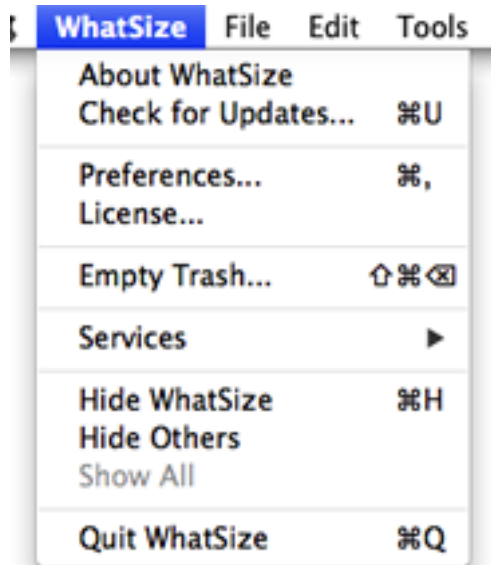 WhatSize File Edit Tools
About WhatSize
Check for Updates... ⌘U
Preferences... ⌘,
License...
Empty Trash... ⇧⌘⌫
Services ▶
Hide WhatSize ⌘H
Hide Others
Show All
Quit WhatSize ⌘Q